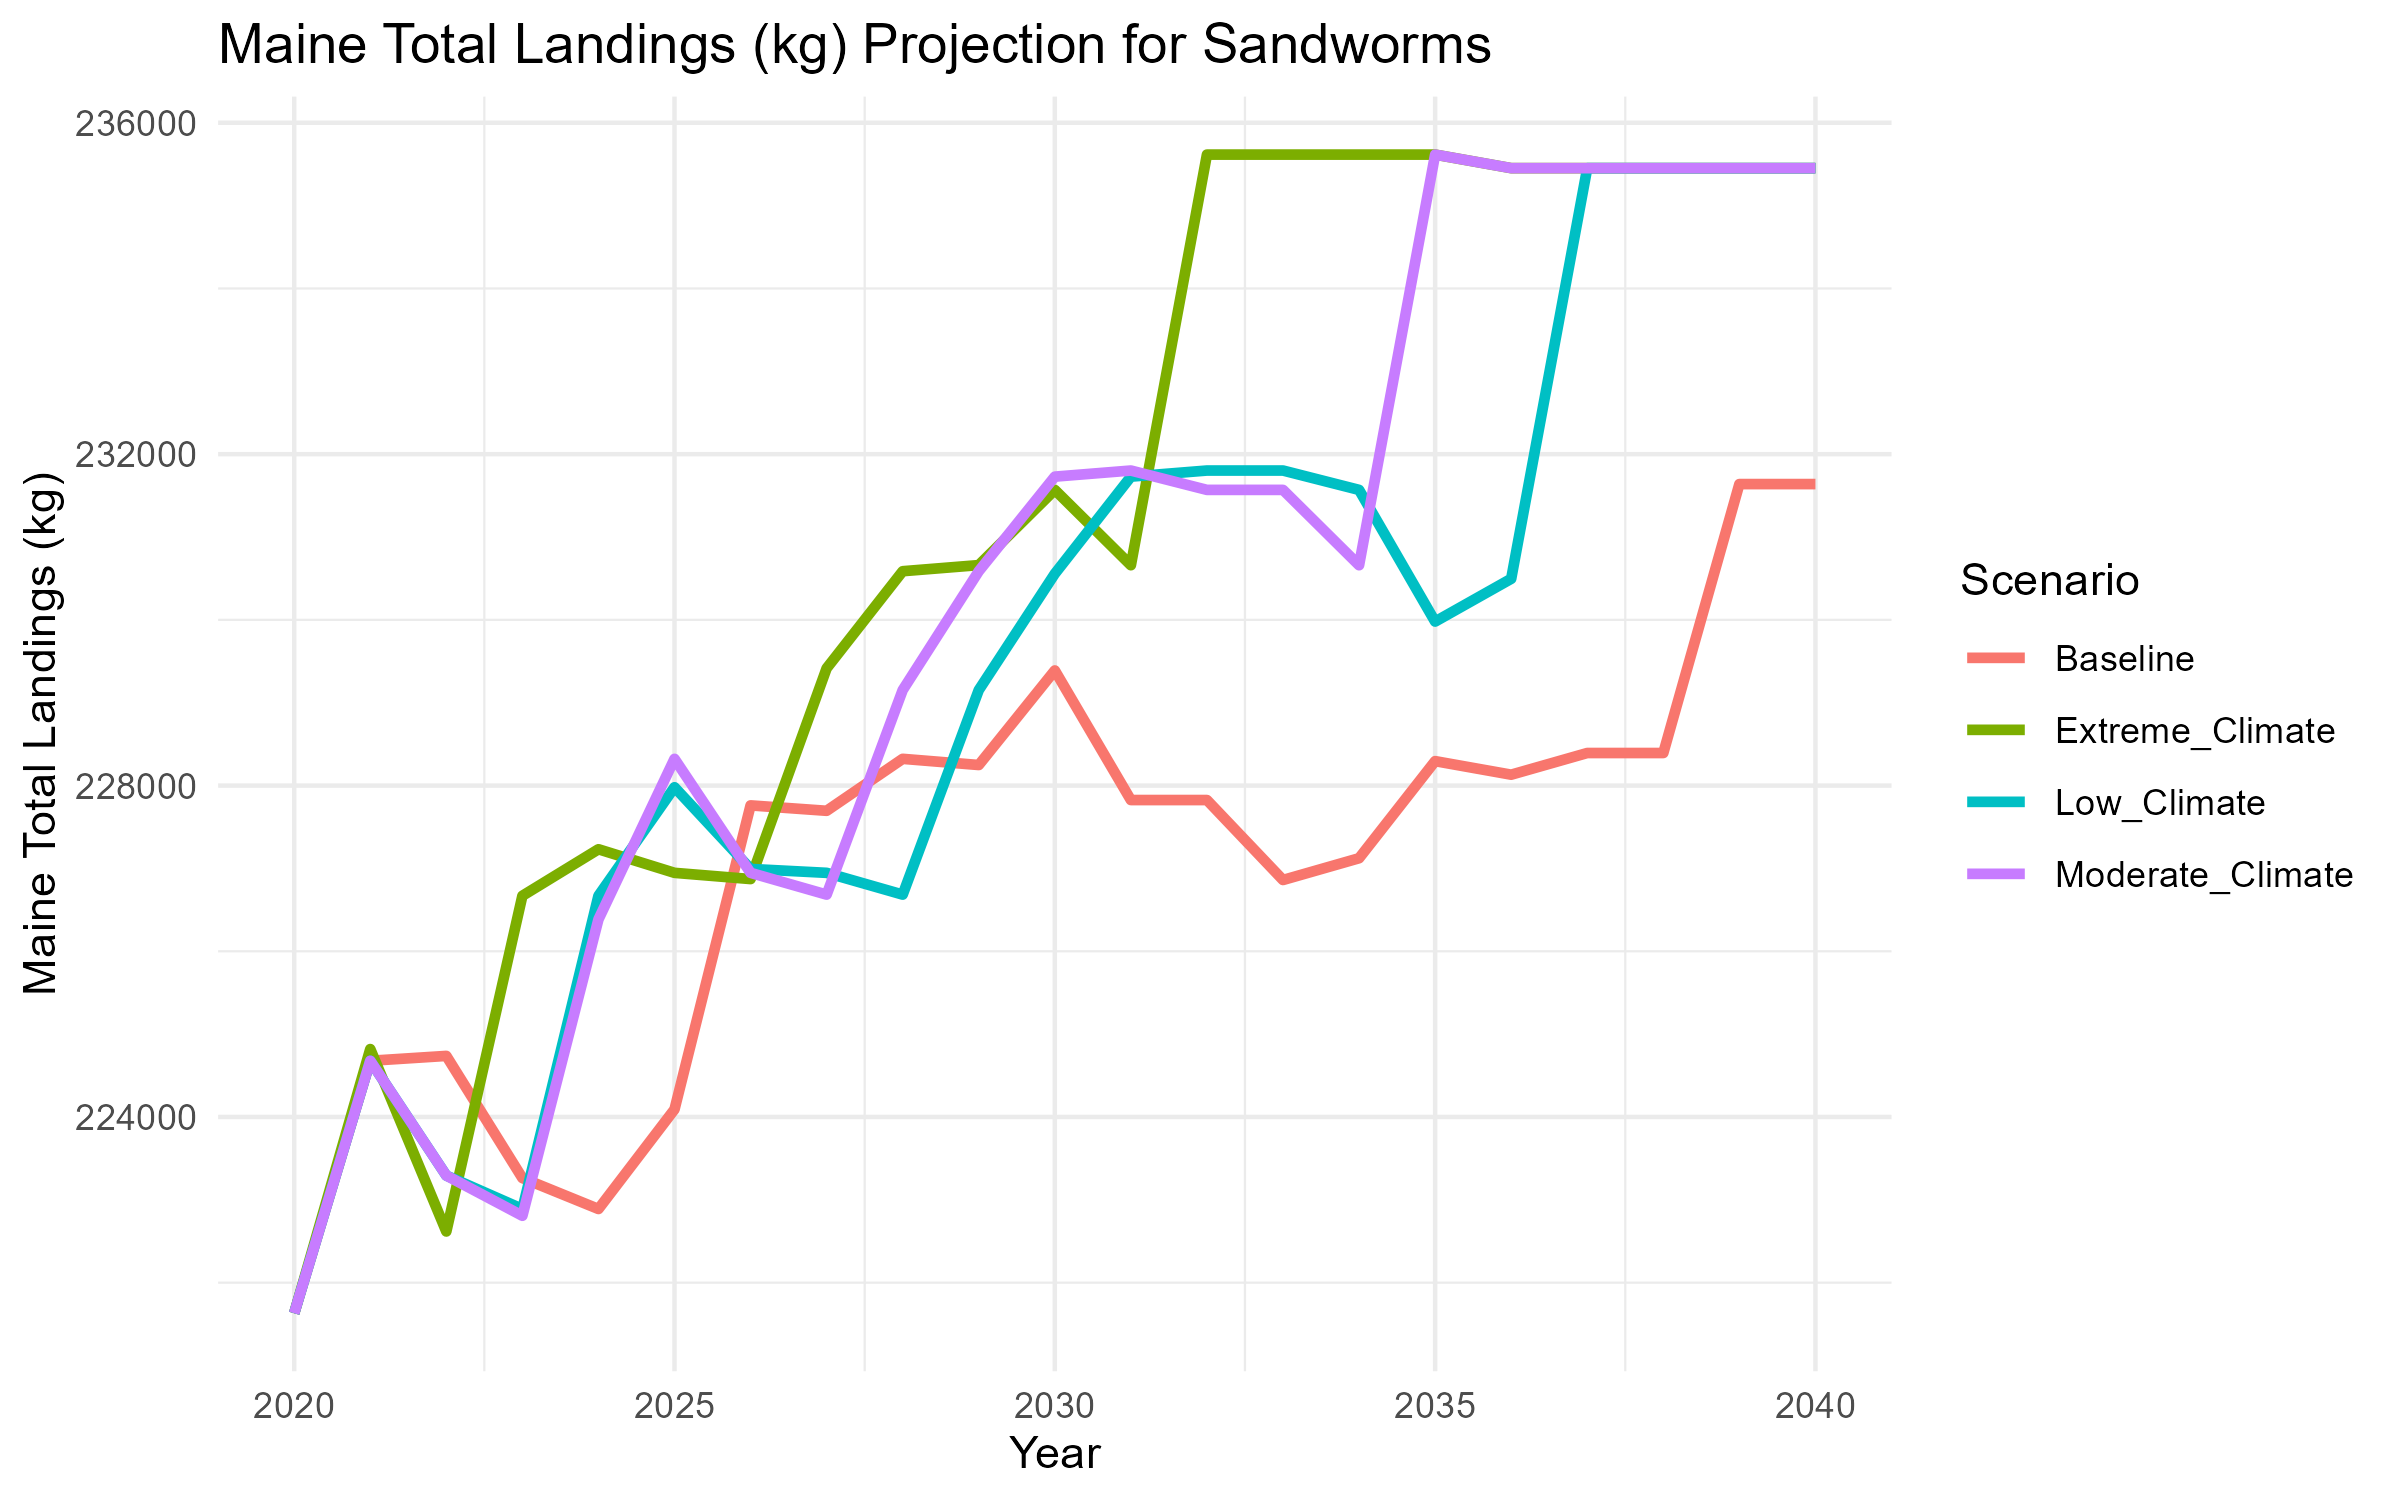 Maine Total Landings (kg) Projection for Sandworms
Maine Total Landings (kg)
236000
232000
228000
224000
2020
2025
2030
2035
2040
Year
Scenario
Baseline
Extreme_Climate
Low_Climate
Moderate_Climate